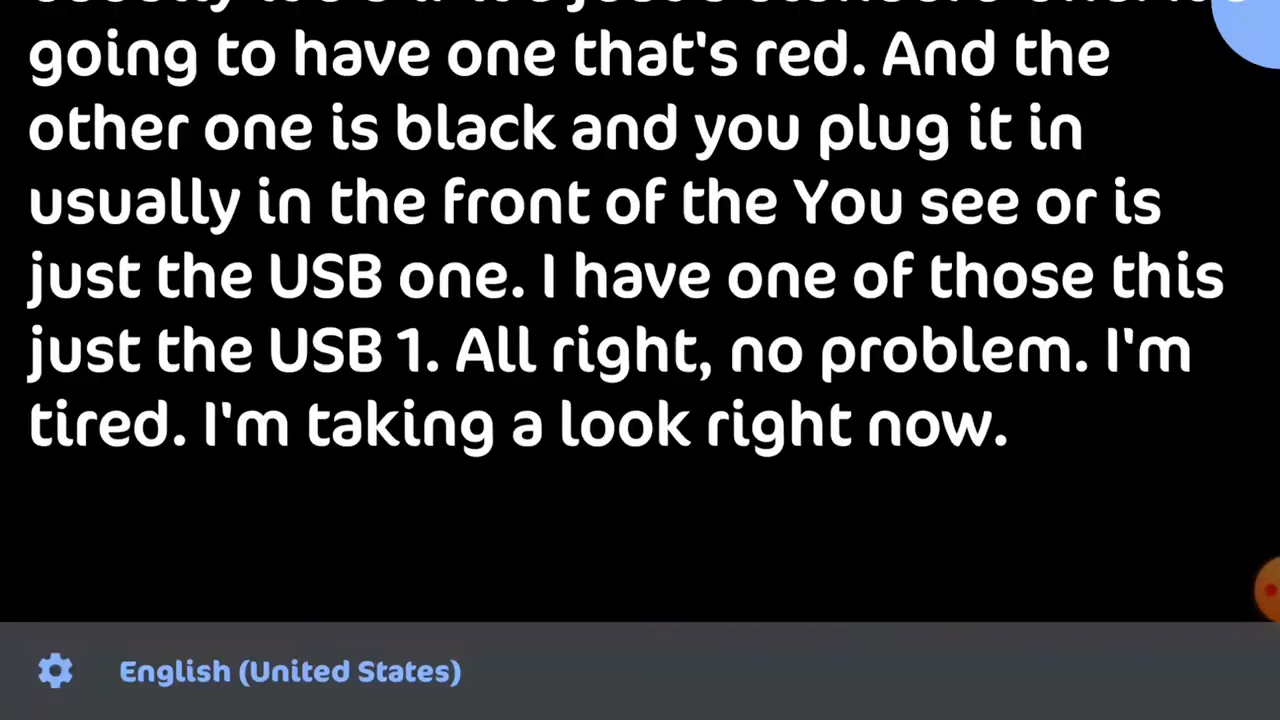 going to have one that's red. And the
other one is black and you plug it in
usually in the front of the You see or is
just the USB one. I have one of those this
just the USB 1. All right, no problem. I'm
tired. I'm taking a look right now.
English (United States)